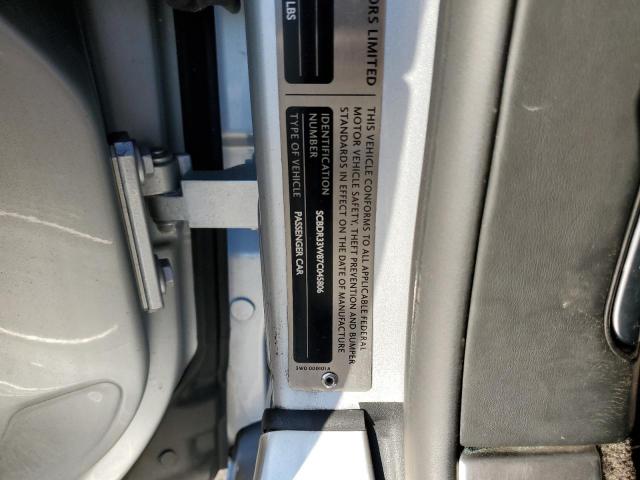 ORS LIMITED
LBS
THIS VEHICLE CONFORMS TO ALL APPLICABLE FEDERAL
MOTOR VEHICLE SAFETY, THEFT PREVENTION AND BUMPER
STANDARDS IN EFFECT ON THE DATE OF MANUFACTURE
IDENTIFICATION SCBDR33W87C045806
NUMBER
TYPE OF VEHICLE PASSENGER CAR